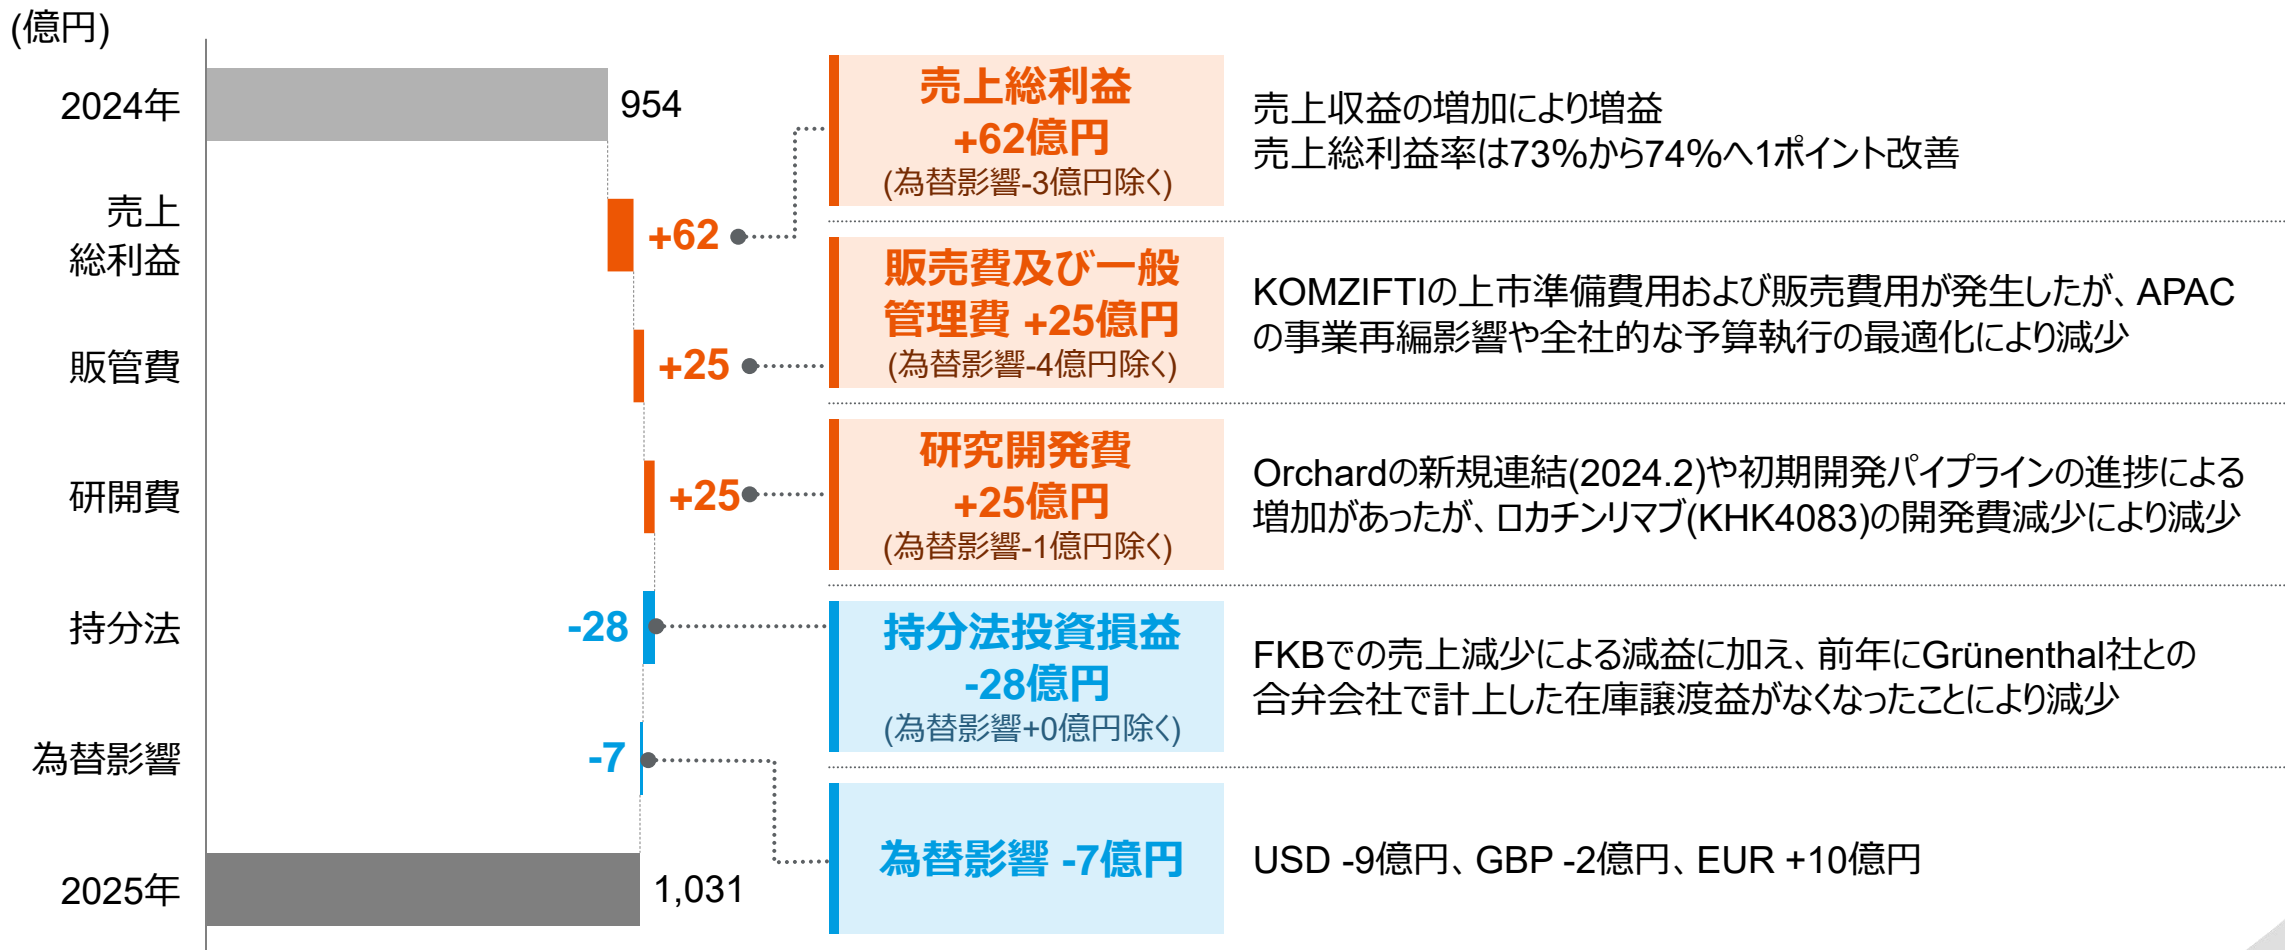 (億円)
2024年
954
売上
総利益
+62
販管費
+25
研開費
+25
持分法
-28
為替影響
-7
2025年
1,031
売上総利益
+62億円
(為替影響-3億円除く)
売上収益の増加により増益
売上総利益率は73%から74%へ1ポイント改善
販売費及び一般
管理費 +25億円
(為替影響-4億円除く)
KOMZIFTIの上市準備費用および販売費用が発生したが、APAC
の事業再編影響や全社的な予算執行の最適化により減少
研究開発費
+25億円
(為替影響-1億円除く)
Orchardの新規連結(2024.2)や初期開発パイプラインの進捗による
増加があったが、ロカチンリマブ(KHK4083)の開発費減少により減少
持分法投資損益
-28億円
(為替影響+0億円除く)
FKBでの売上減少による減益に加え、前年にGrünenthal社との
合弁会社で計上した在庫譲渡益がなくなったことにより減少
為替影響 -7億円
USD -9億円、GBP -2億円、EUR +10億円